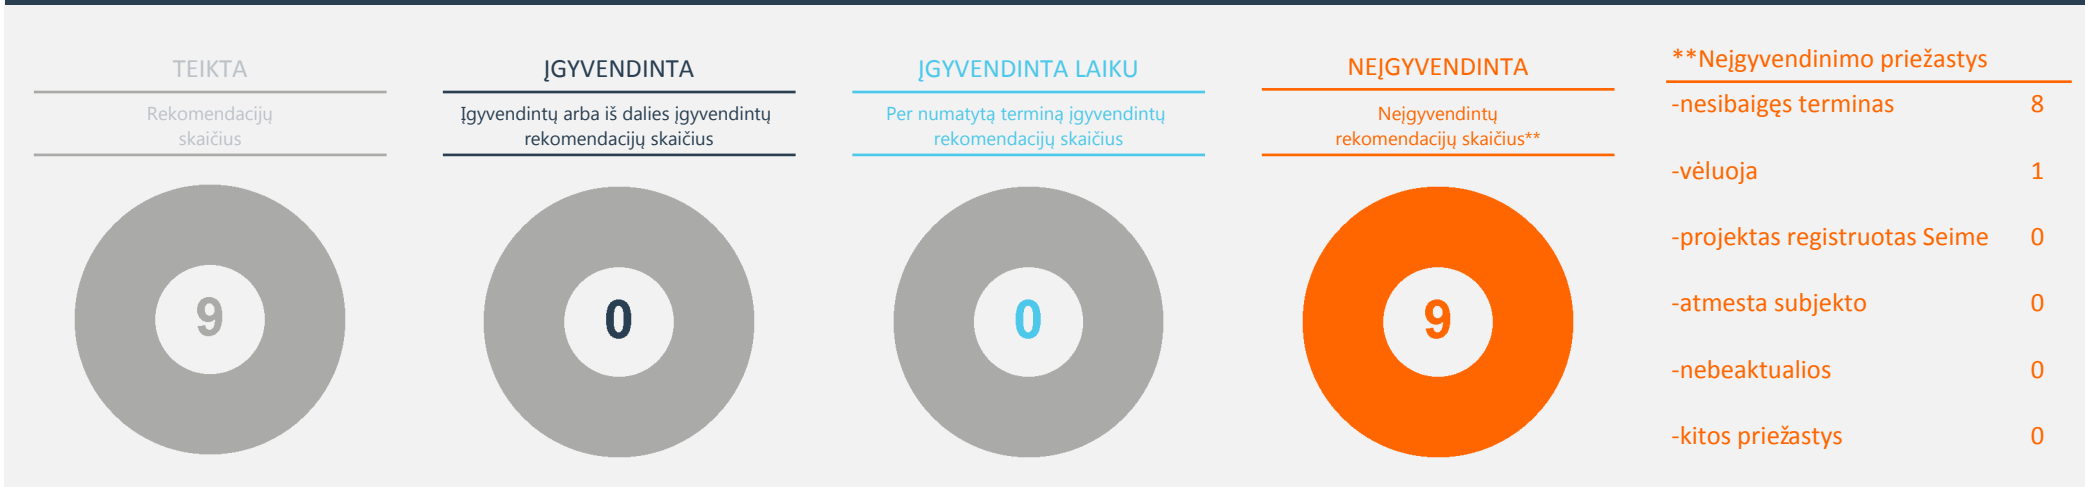 TEIKTA
Rekomendacijų
skaičius
9
ĮGYVENDINTA
Įgyvendintų arba iš dalies įgyvendintų
rekomendacijų skaičius
0
ĮGYVENDINTA LAIKU
Per numatytą terminą įgyvendintų
rekomendacijų skaičius
0
NEĮGYVENDINTA
Neįgyvendintų
rekomendacijų skaičius**
9
**Neįgyvendinimo priežastys
-nesibaigęs terminas 8
-vėluoja 1
-projektas registruotas Seime 0
-atmesta subjekto 0
-nebeaktualios 0
-kitos priežastys 0